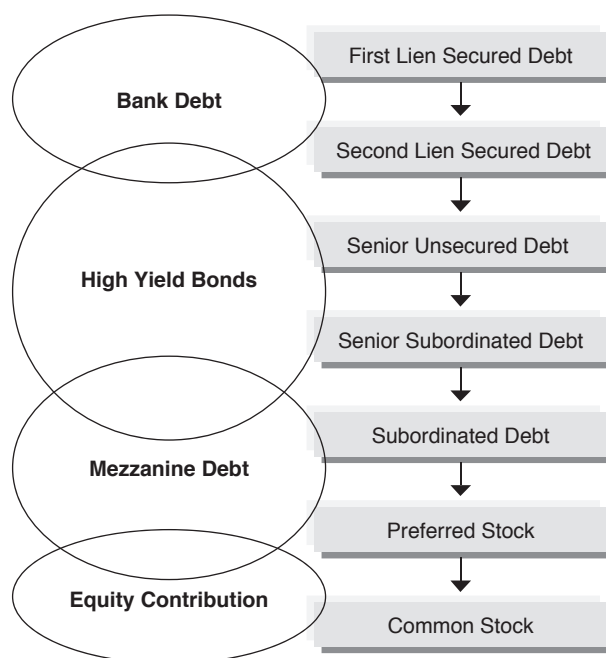 Bank Debt
High Yield Bonds
Mezzanine Debt
Equity Contribution
First Lien Secured Debt
Second Lien Secured Debt
Senior Unsecured Debt
Senior Subordinated Debt
Subordinated Debt
Preferred Stock
Common Stock